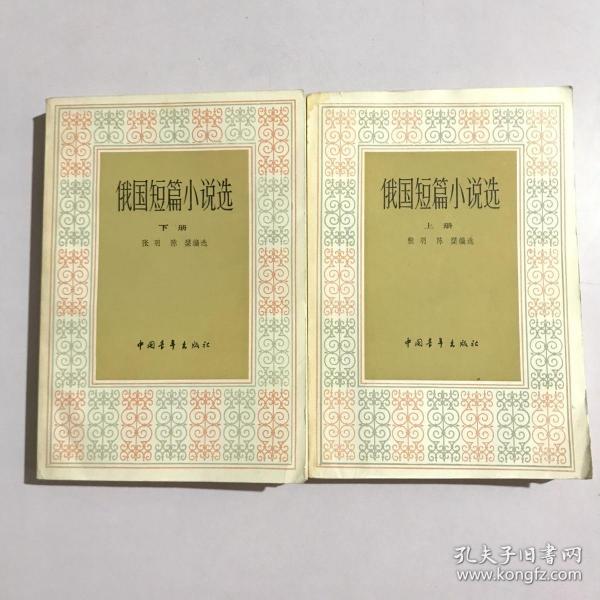 俄国短篇小说选
下册
张羽 陈燊编选
中国青年出版社
俄国短篇小说选
上册
张羽 陈燊编选
中国青年出版社
孔夫子旧书网
www.kongfz.com